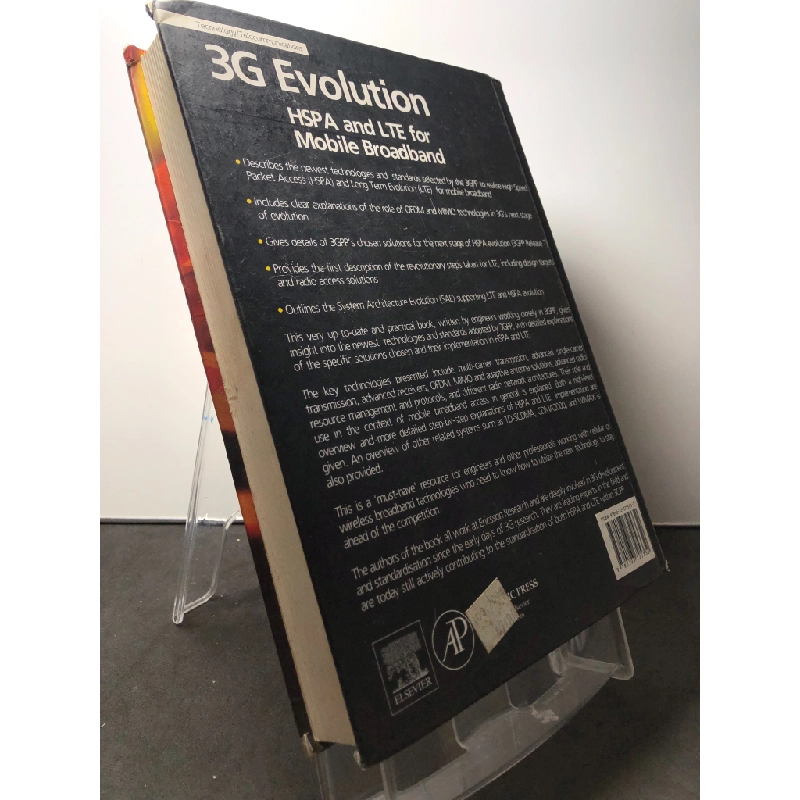 Technology/Telecommunications
3G Evolution
HSPA and LTE for
Mobile Broadband
• Describes the newest technologies and standards selected by the 3GPP to realise High Speed
Packet Access (HSPA) and Long Term Evolution (LTE) for mobile broadband
• Includes clear explanations of the role of OFDM and MIMO technologies in 3G's next stage
of evolution
• Gives details of 3GPP's chosen solutions for the next stage of HSPA evolution (3GPP Release
• Provides the first description of the revolutionary steps taken for LTE, including design targets
and radio access solutions
• Outlines the System Architecture Evolution (SAE) supporting LTE and HSPA evolution
This very up-to-date and practical book, written by engineers working closely in 3GPP, gives
insight into the newest technologies and standards adopted by 3GPP, with detailed explanations
of the specific solutions chosen and their implementation in HSPA and LTE.
The key technologies presented include multi-carrier transmission, advanced single-carrier
transmission, advanced receivers, OFDM, MIMO and adaptive antenna solutions, advanced radio
resource management and protocols, and different radio network architectures. Their role and
use in the context of mobile broadband access in general is explained. Both a high-level
overview and more detailed step-by-step explanations of HSPA and LTE implementation are
given. An overview of other related systems such as TD-SCDMA, CDMA2000, and WIMAX is
also provided.
This is a 'must-have' resource for engineers and other professionals working with cellular or
wireless broadband technologies who need to know how to utilise the new technology to stay
ahead of the competition.
The authors of the book all work at Ericsson Research and are deeply involved in 3G development
and standardisation since the early days of 3G research. They are leading experts in the field and
are today still actively contributing to the standardisation of both HSPA and LTE within 3GPP.
ELSEVIER
AP
PRESS